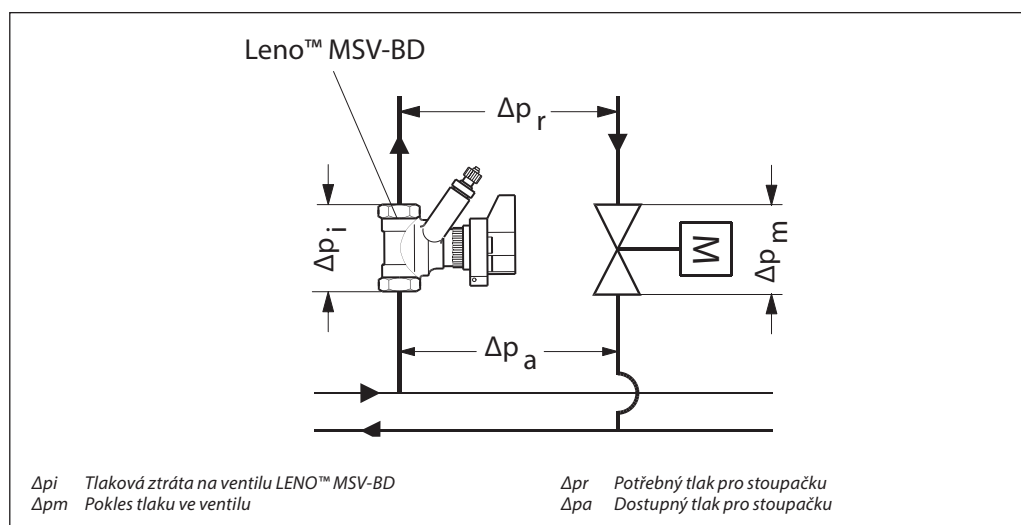 Leno™ MSV-BD
Δp r
Δp i
M
Δp m
Δp a
Δpi Tlaková ztráta na ventilu LENO™ MSV-BD
Δpm Pokles tlaku ve ventilu
Δpr Potřebný tlak pro stoupačku
Δpa Dostupný tlak pro stoupačku